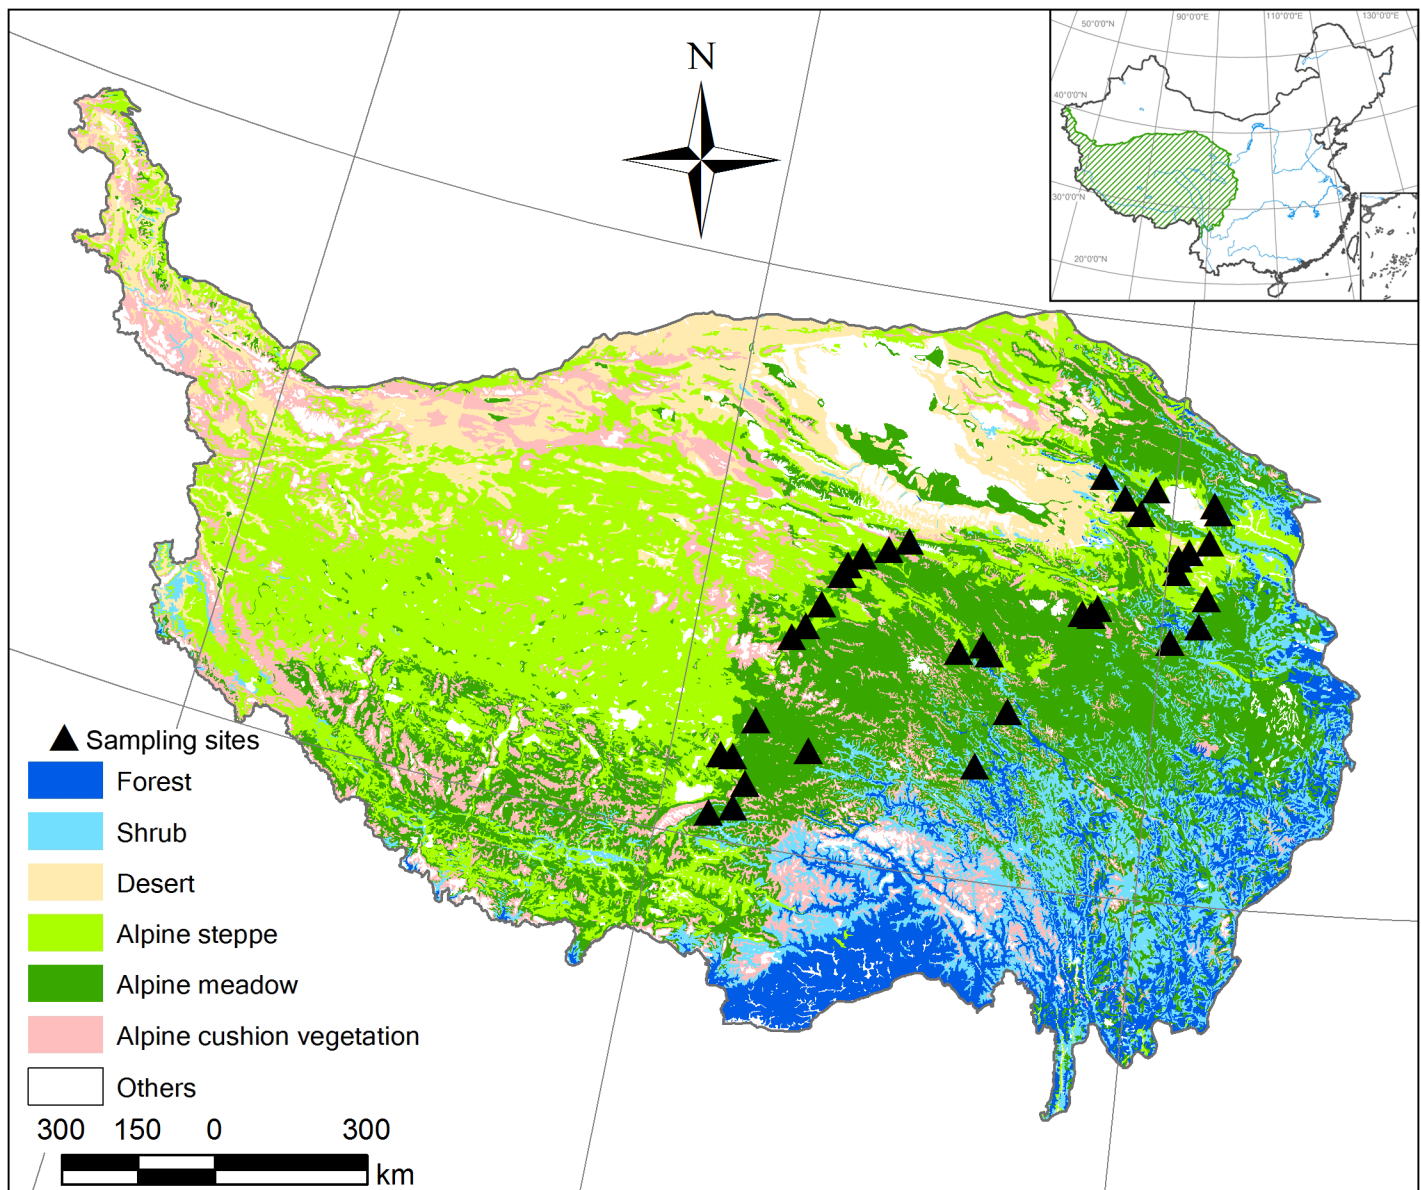 N
50°0'0"N
90°0'0"E
110°0'0"E
130°0'0"E
40°0'0"N
30°0'0"N
20°0'0"N
Sampling sites
Forest
Shrub
Desert
Alpine steppe
Alpine meadow
Alpine cushion vegetation
Others
300 150 0 300
km